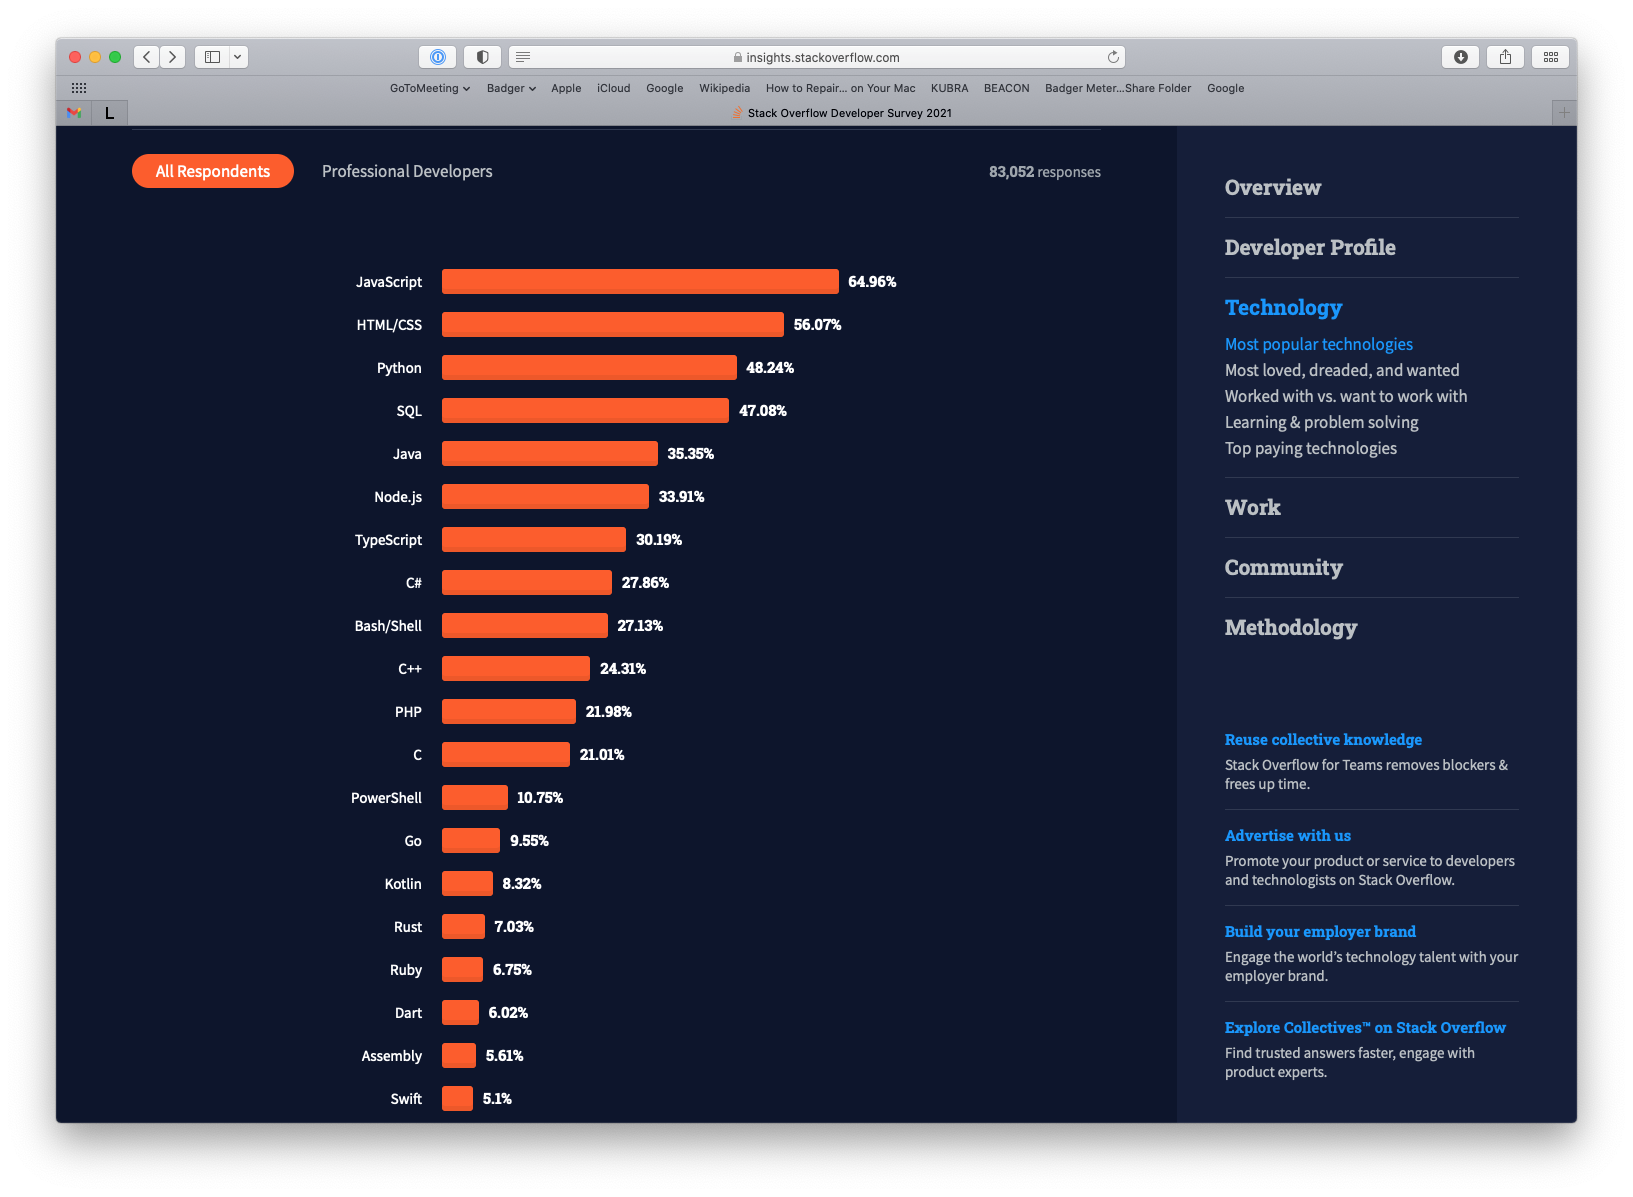 insights.stackoverflow.com
GoToMeeting Badger Apple iCloud Google Wikipedia How to Repair... on Your Mac KUBRA BEACON Badger Meter...Share Folder Google
L Stack Overflow Developer Survey 2021
All Respondents Professional Developers 83,052 responses
JavaScript 64.96%
HTML/CSS 56.07%
Python 48.24%
SQL 47.08%
Java 35.35%
Node.js 33.91%
TypeScript 30.19%
C# 27.86%
Bash/Shell 27.13%
C++ 24.31%
PHP 21.98%
C 21.01%
PowerShell 10.75%
Go 9.55%
Kotlin 8.32%
Rust 7.03%
Ruby 6.75%
Dart 6.02%
Assembly 5.61%
Swift 5.1%
Overview
Developer Profile
Technology
Most popular technologies
Most loved, dreaded, and wanted
Worked with vs. want to work with
Learning & problem solving
Top paying technologies
Work
Community
Methodology
Reuse collective knowledge
Stack Overflow for Teams removes blockers &
frees up time.
Advertise with us
Promote your product or service to developers
and technologists on Stack Overflow.
Build your employer brand
Engage the world's technology talent with your
employer brand.
Explore Collectives™ on Stack Overflow
Find trusted answers faster, engage with
product experts.